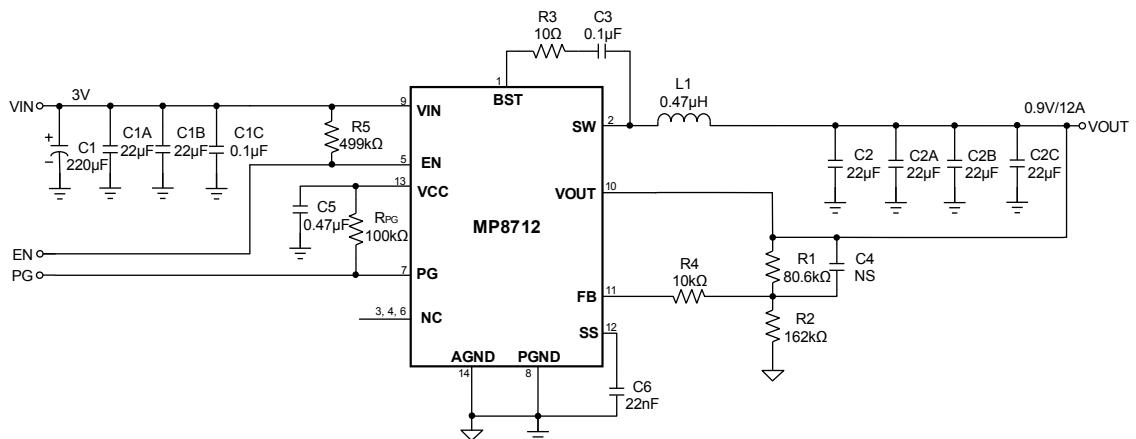 R3
10Ω
C3
0.1µF
1
BST
L1
0.47µH
VIN
3V
9
VIN
SW
2
0.9V/12A
VOUT
+
−
C1
220µF
C1A
22µF
C1B
22µF
C1C
0.1µF
R5
499kΩ
5
EN
C2
22µF
C2A
22µF
C2B
22µF
C2C
22µF
13
VCC
VOUT
10
C5
0.47µF
RPG
100kΩ
MP8712
EN
PG
7
PG
R1
80.6kΩ
C4
NS
R4
10kΩ
FB
11
3, 4, 6
NC
SS
12
R2
162kΩ
AGND
PGND
14
8
C6
22nF